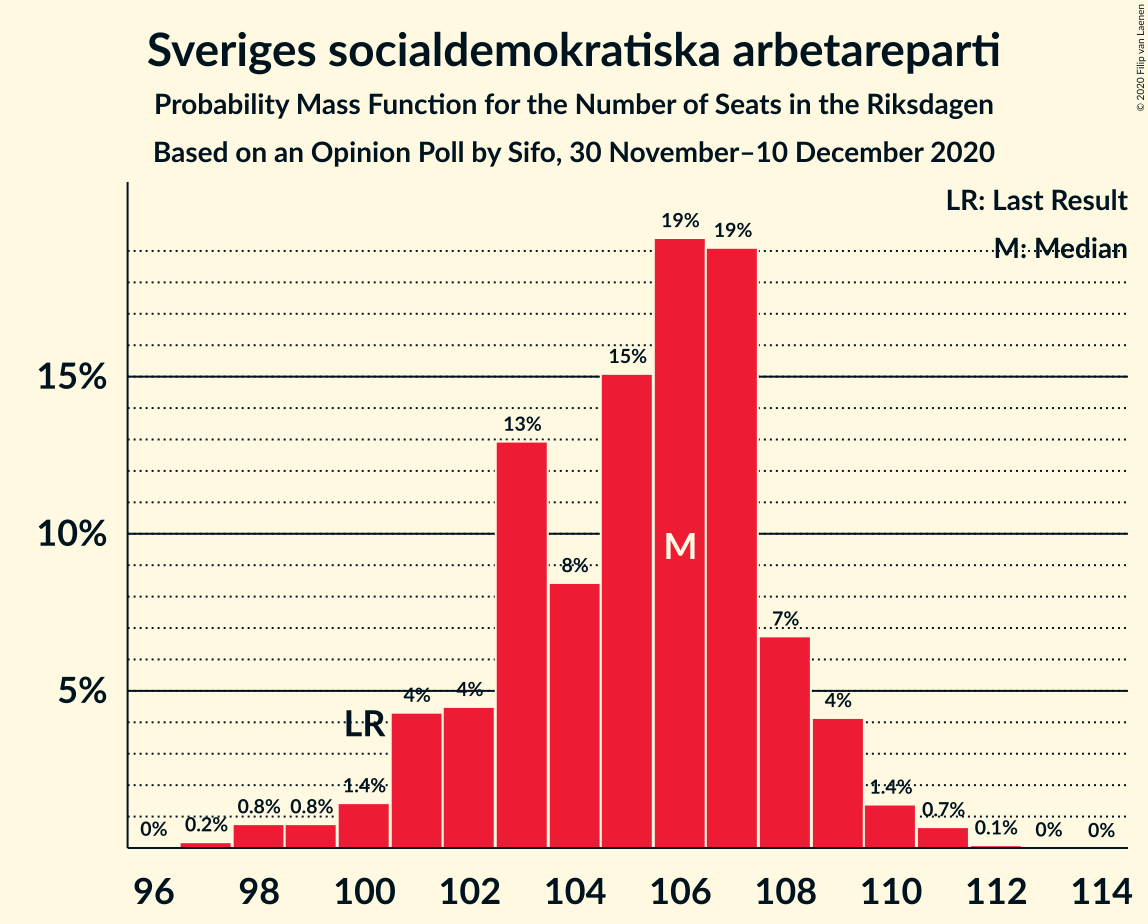 Sveriges socialdemokratiska arbetareparti
Probability Mass Function for the Number of Seats in the Riksdagen
Based on an Opinion Poll by Sifo, 30 November–10 December 2020
© 2020 Filip van Laenen
LR: Last Result
M: Median
15%
10%
5%
0%
0.2%
0.8%
0.8%
1.4%
LR
4%
4%
13%
8%
15%
19%
M
19%
7%
4%
1.4%
0.7%
0.1%
0%
0%
96 98 100 102 104 106 108 110 112 114